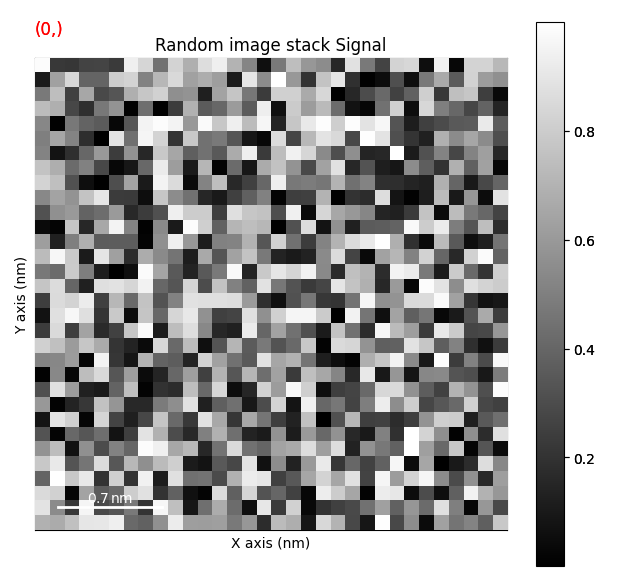 (0,)
Random image stack Signal
0.8
0.6
0.4
0.2
Y axis (nm)
0.7 nm
X axis (nm)